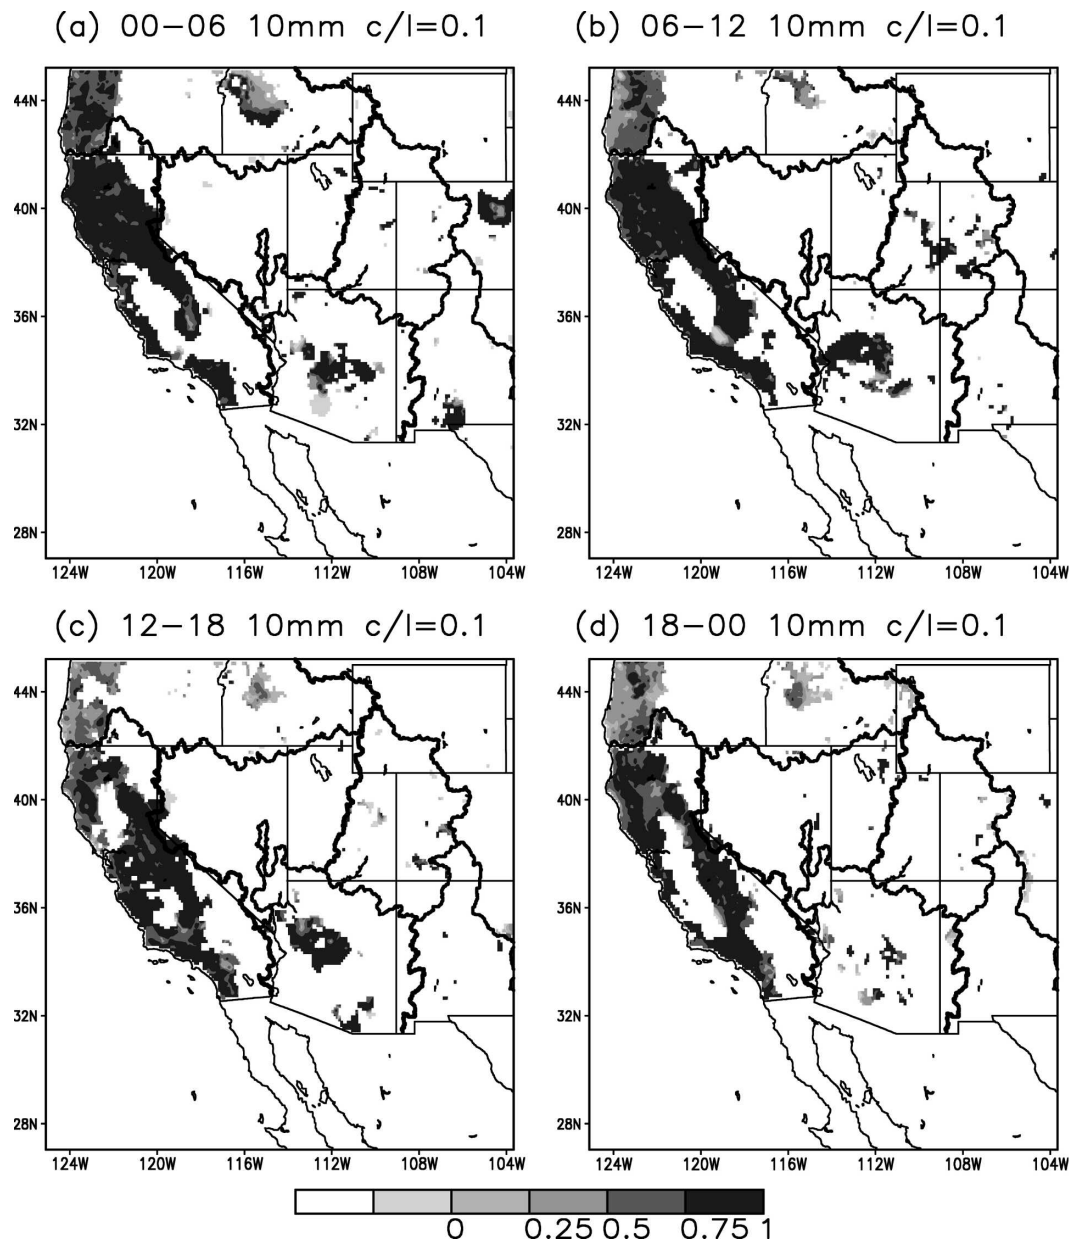 (a) 00-06 10mm c/l=0.1
(b) 06-12 10mm c/l=0.1
44N
40N
36N
32N
28N
124W 120W 116W 112W 108W 104W
44N
40N
36N
32N
28N
124W 120W 116W 112W 108W 104W
(c) 12-18 10mm c/l=0.1
(d) 18-00 10mm c/l=0.1
44N
40N
36N
32N
28N
124W 120W 116W 112W 108W 104W
44N
40N
36N
32N
28N
124W 120W 116W 112W 108W 104W
0 0.25 0.5 0.75 1